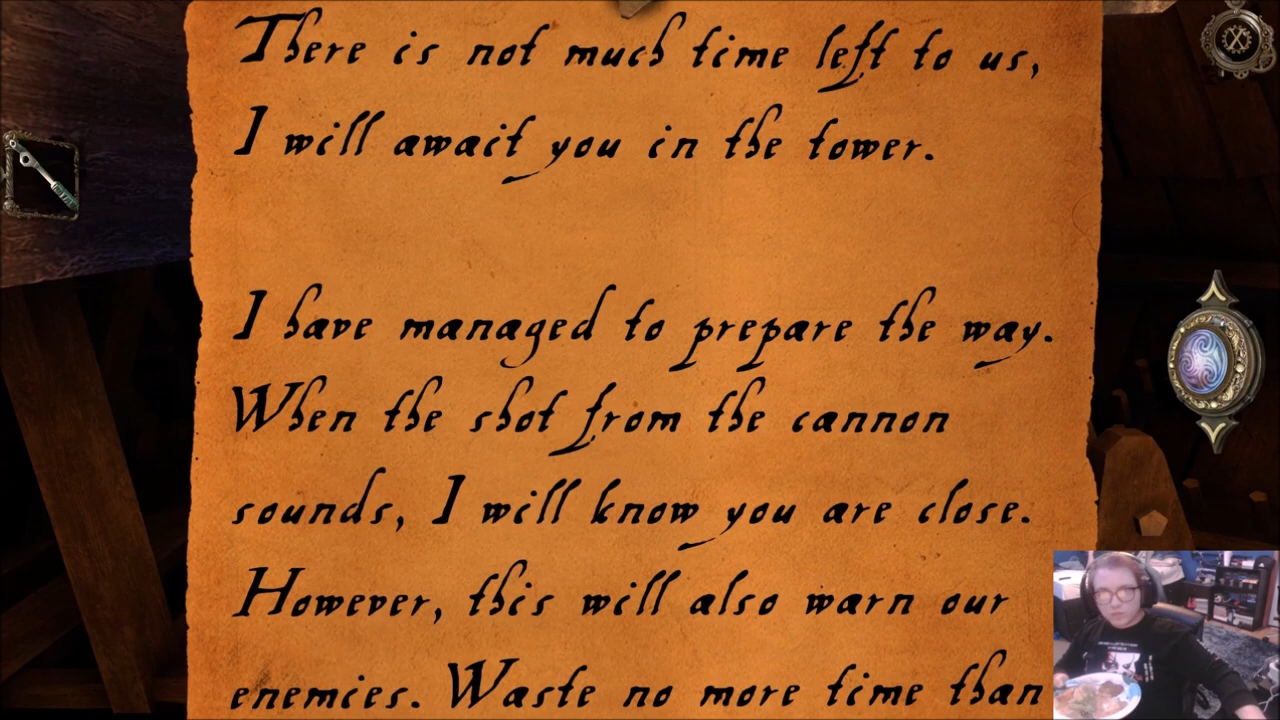 There is not much time left to us,
I will await you in the tower.
I have managed to prepare the way.
When the shot from the cannon
sounds, I will know you are close.
However, this will also warn our
enemies. Waste no more time than